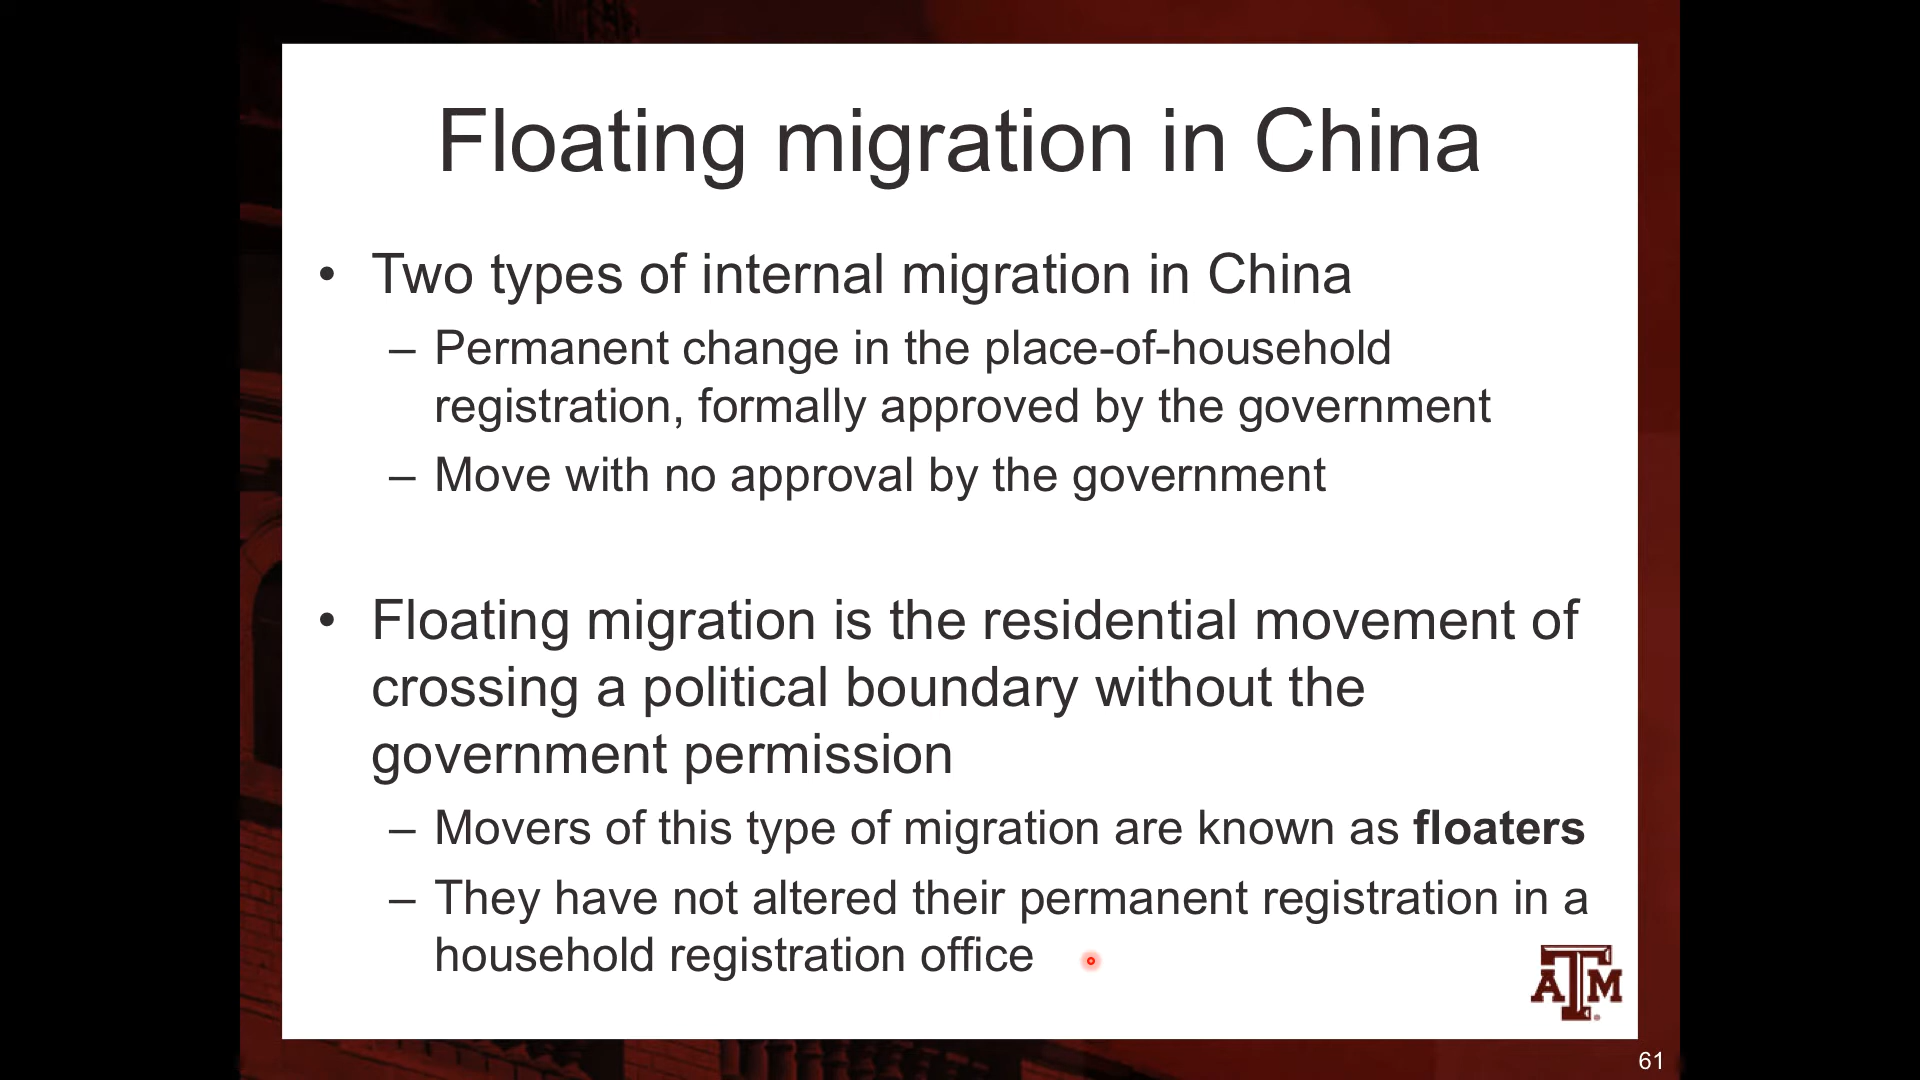 Floating migration in China
• Two types of internal migration in China
– Permanent change in the place-of-household
registration, formally approved by the government
– Move with no approval by the government
• Floating migration is the residential movement of
crossing a political boundary without the
government permission
– Movers of this type of migration are known as floaters
– They have not altered their permanent registration in a
household registration office
ATM
61